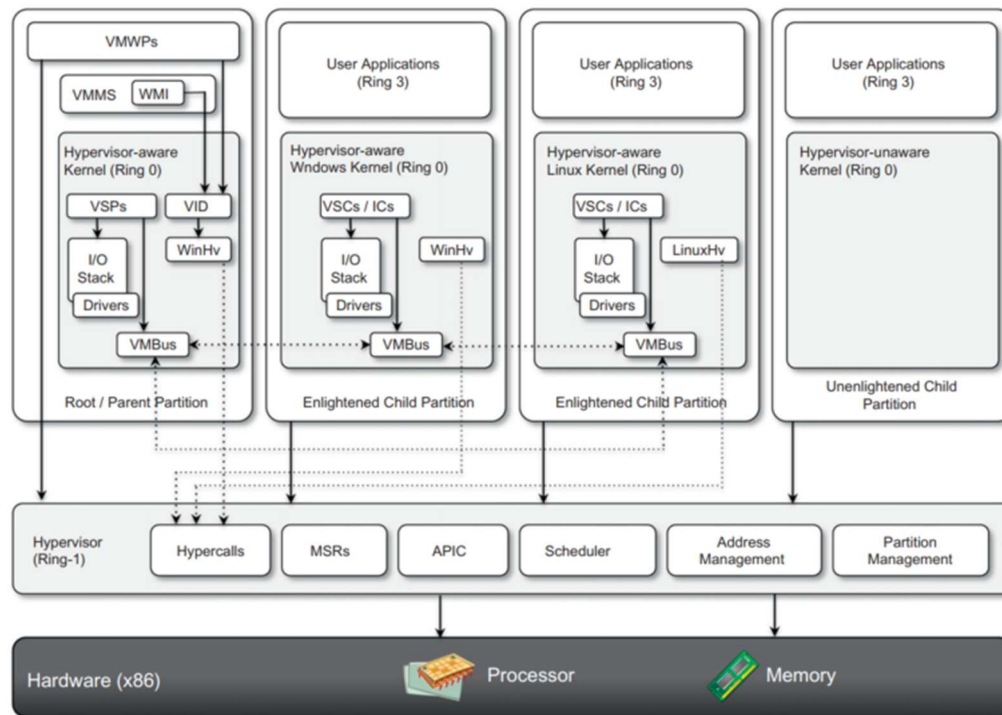 VMWPs
VMMS
WMI
Hypervisor-aware
Kernel (Ring 0)
VSPs
VID
I/O
Stack
WinHv
Drivers
VMBus
Root / Parent Partition
User Applications
(Ring 3)
Hypervisor-aware
Wndows Kernel (Ring 0)
VSCs / ICs
I/O
Stack
WinHv
Drivers
VMBus
Enlightened Child Partition
User Applications
(Ring 3)
Hypervisor-aware
Linux Kernel (Ring 0)
VSCs / ICs
I/O
Stack
LinuxHv
Drivers
VMBus
Enlightened Child Partition
User Applications
(Ring 3)
Hypervisor-unaware
Kernel (Ring 0)
Unenlightened Child
Partition
Hypervisor
(Ring-1)
Hypercalls
MSRs
APIC
Scheduler
Address
Management
Partition
Management
Hardware (x86)
Processor
Memory